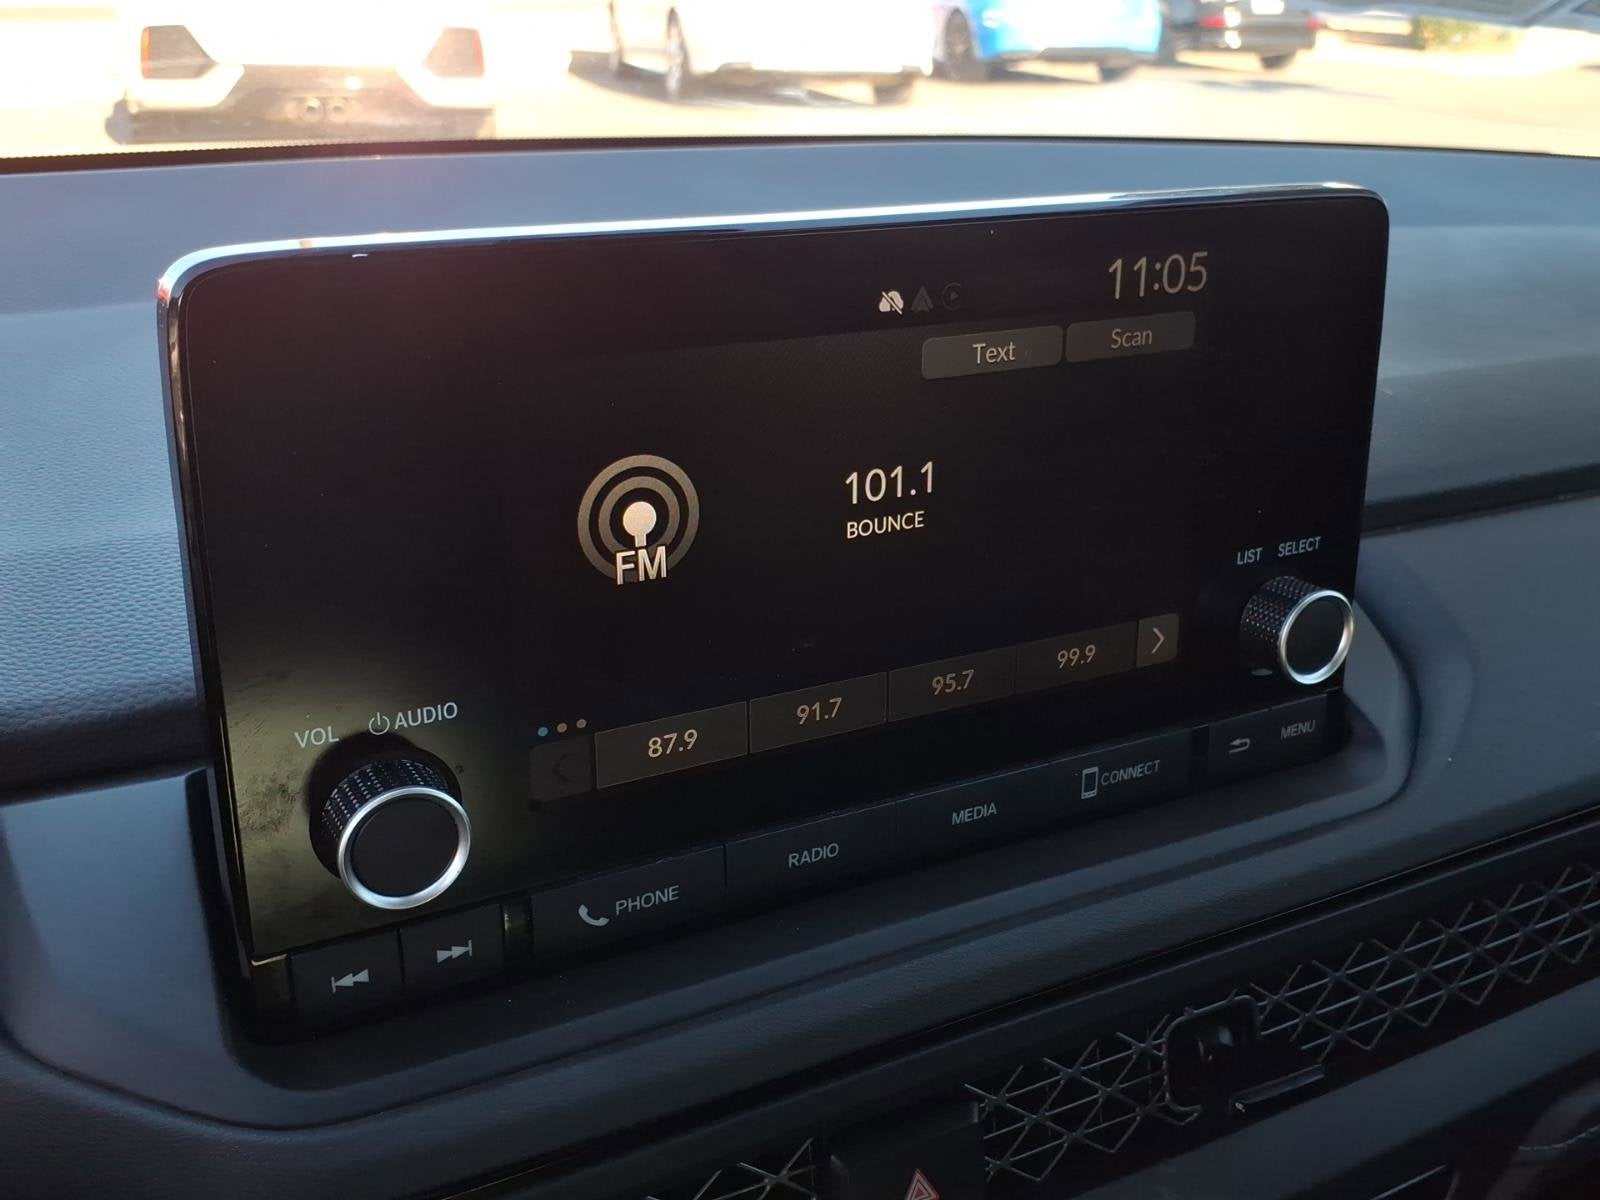 11:05
Text
Scan
101.1
BOUNCE
FM
LIST SELECT
87.9
91.7
95.7
99.9
VOL AUDIO
PHONE
RADIO
MEDIA
CONNECT
MENU